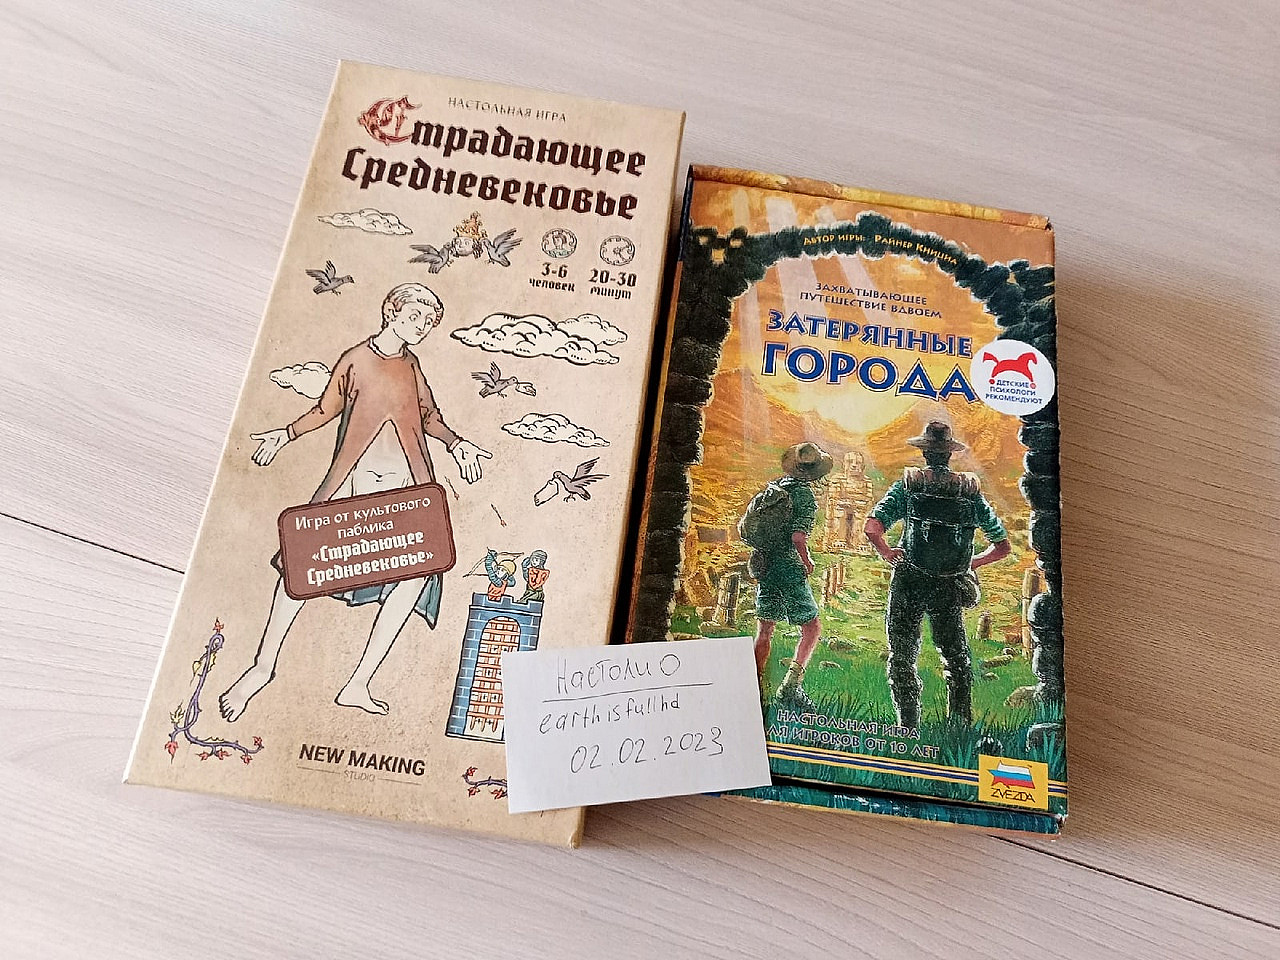 НАСТОЛЬНАЯ ИГРА
Страдающее
Средневековье
3-6
человек
20-30
минут
Игра от культового
паблика
«Страдающее
Средневековье»
NEW MAKING
STUDIO
АВТОР ИГРЫ: РАЙНЕР КНИЦИА
ЗАХВАТЫВАЮЩЕЕ
ПУТЕШЕСТВИЕ ВДВОЕМ
ЗАТЕРЯННЫЕ
ГОРОДА
ДЕТСКИЕ
ПСИХОЛОГИ
РЕКОМЕНДУЮТ
НАСТОЛЬНАЯ ИГРА
ЛЯ ИГРОКОВ ОТ 10 ЛЕТ
ZVEZDA
НастолиО
earthisfullhd
02.02.2023